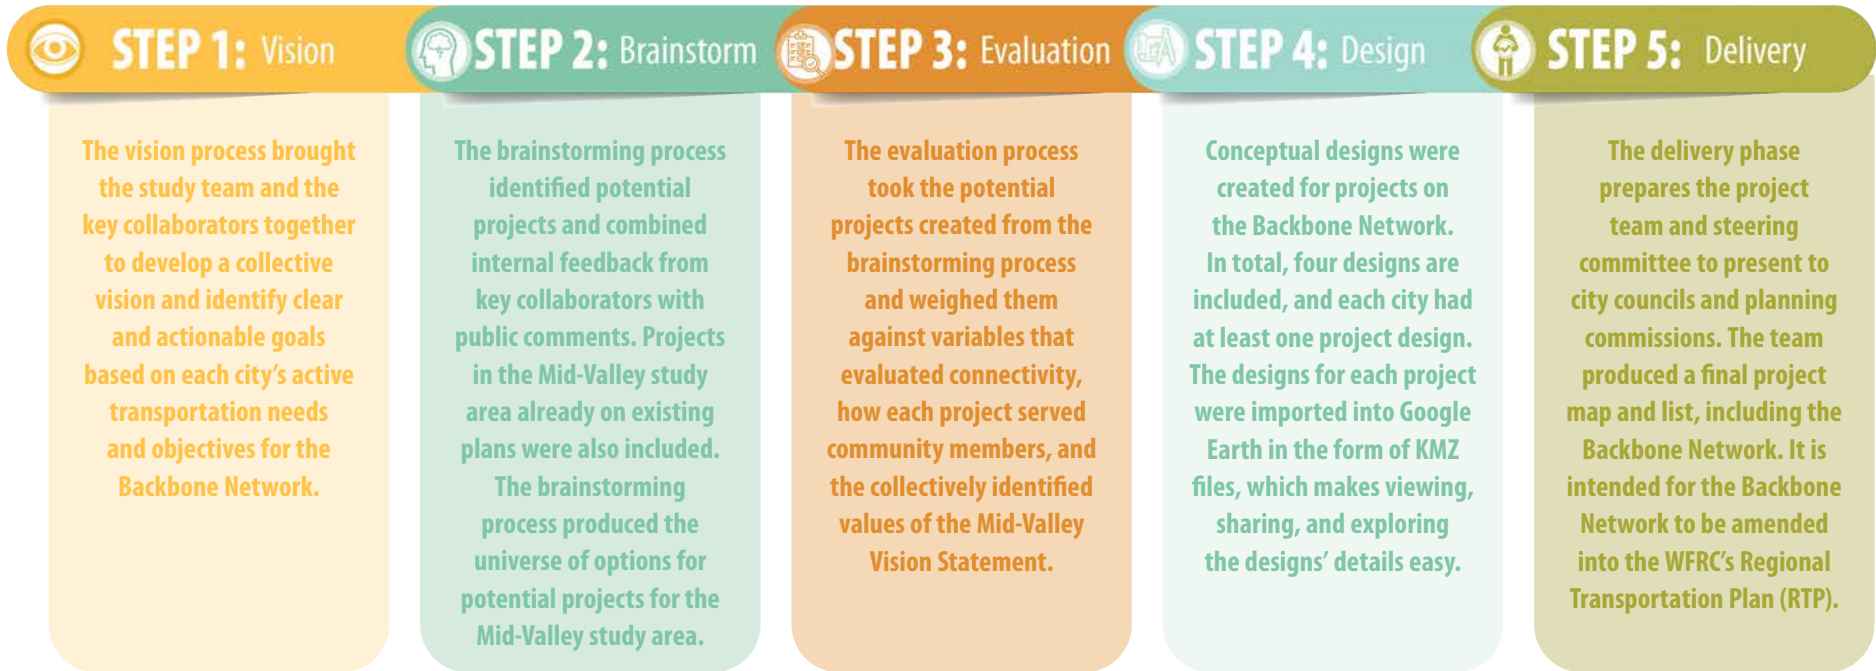 STEP 1: Vision
The vision process brought
the study team and the
key collaborators together
to develop a collective
vision and identify clear
and actionable goals
based on each city's active
transportation needs
and objectives for the
Backbone Network.
STEP 2: Brainstorm
The brainstorming process
identified potential
projects and combined
internal feedback from
key collaborators with
public comments. Projects
in the Mid-Valley study
area already on existing
plans were also included.
The brainstorming
process produced the
universe of options for
potential projects for the
Mid-Valley study area.
STEP 3: Evaluation
The evaluation process
took the potential
projects created from the
brainstorming process
and weighed them
against variables that
evaluated connectivity,
how each project served
community members, and
the collectively identified
values of the Mid-Valley
Vision Statement.
STEP 4: Design
Conceptual designs were
created for projects on
the Backbone Network.
In total, four designs are
included, and each city had
at least one project design.
The designs for each project
were imported into Google
Earth in the form of KMZ
files, which makes viewing,
sharing, and exploring
the designs' details easy.
STEP 5: Delivery
The delivery phase
prepares the project
team and steering
committee to present to
city councils and planning
commissions. The team
produced a final project
map and list, including the
Backbone Network. It is
intended for the Backbone
Network to be amended
into the WFRC's Regional
Transportation Plan (RTP).